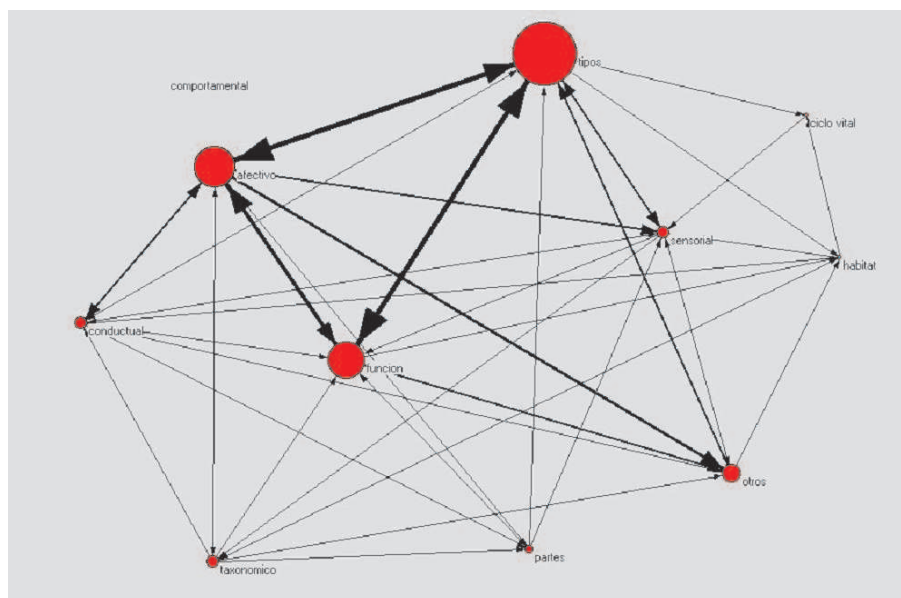 tipos
comportamental
ciclo vital
afectivo
sensorial
habitat
conductual
funcion
otros
partes
taxonomico